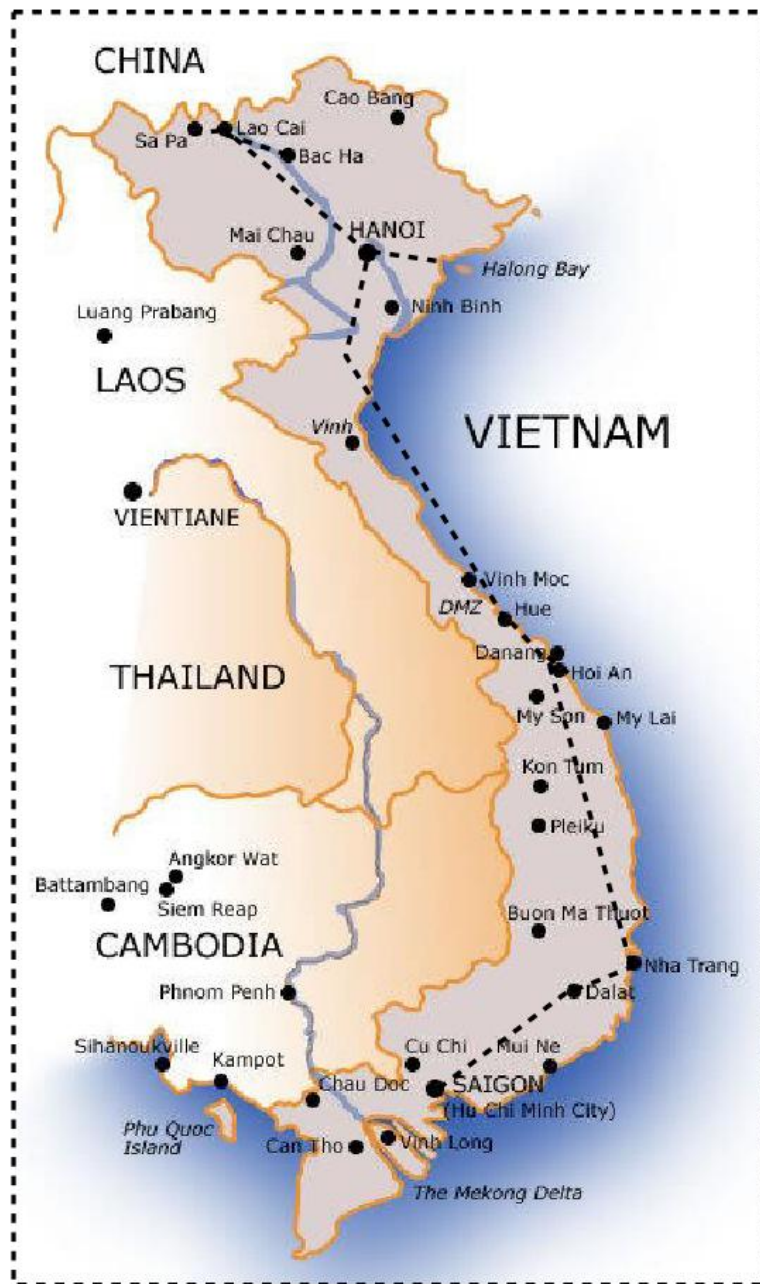 CHINA
Cao Bang
Lao Cai
Sa Pa
Bac Ha
HANOI
Mai Chau
Halong Bay
Ninh Binh
Luang Prabang
LAOS
VIETNAM
Vinh
VIENTIANE
Vinh Moc
DMZ
Hue
Danang
Hoi An
THAILAND
My Son
My Lai
Kon Tum
Pleiku
Angkor Wat
Battambang
Siem Reap
Buon Ma Thuot
CAMBODIA
Nha Trang
Phnom Penh
Dalat
Sihanoukville
Cu Chi
Mui Ne
Kampot
Chau Doc
SAIGON
(Hu Chi Minh City)
Phu Quoc
Island
Can Tho
Vinh Long
The Mekong Delta